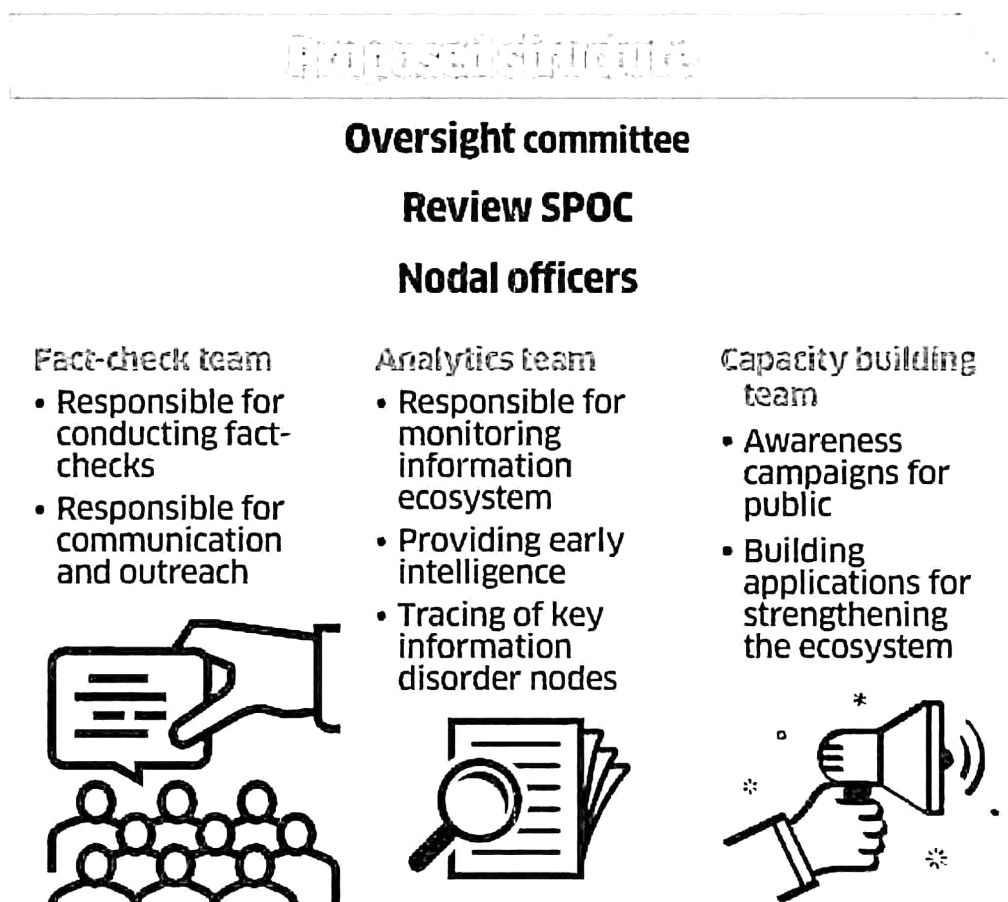 Proposed structure
Oversight committee
Review SPOC
Nodal officers
Fact-check team
• Responsible for
conducting fact-
checks
• Responsible for
communication
and outreach
Analytics team
• Responsible for
monitoring
information
ecosystem
• Providing early
intelligence
• Tracing of key
information
disorder nodes
Capacity building
team
• Awareness
campaigns for
public
• Building
applications for
strengthening
the ecosystem